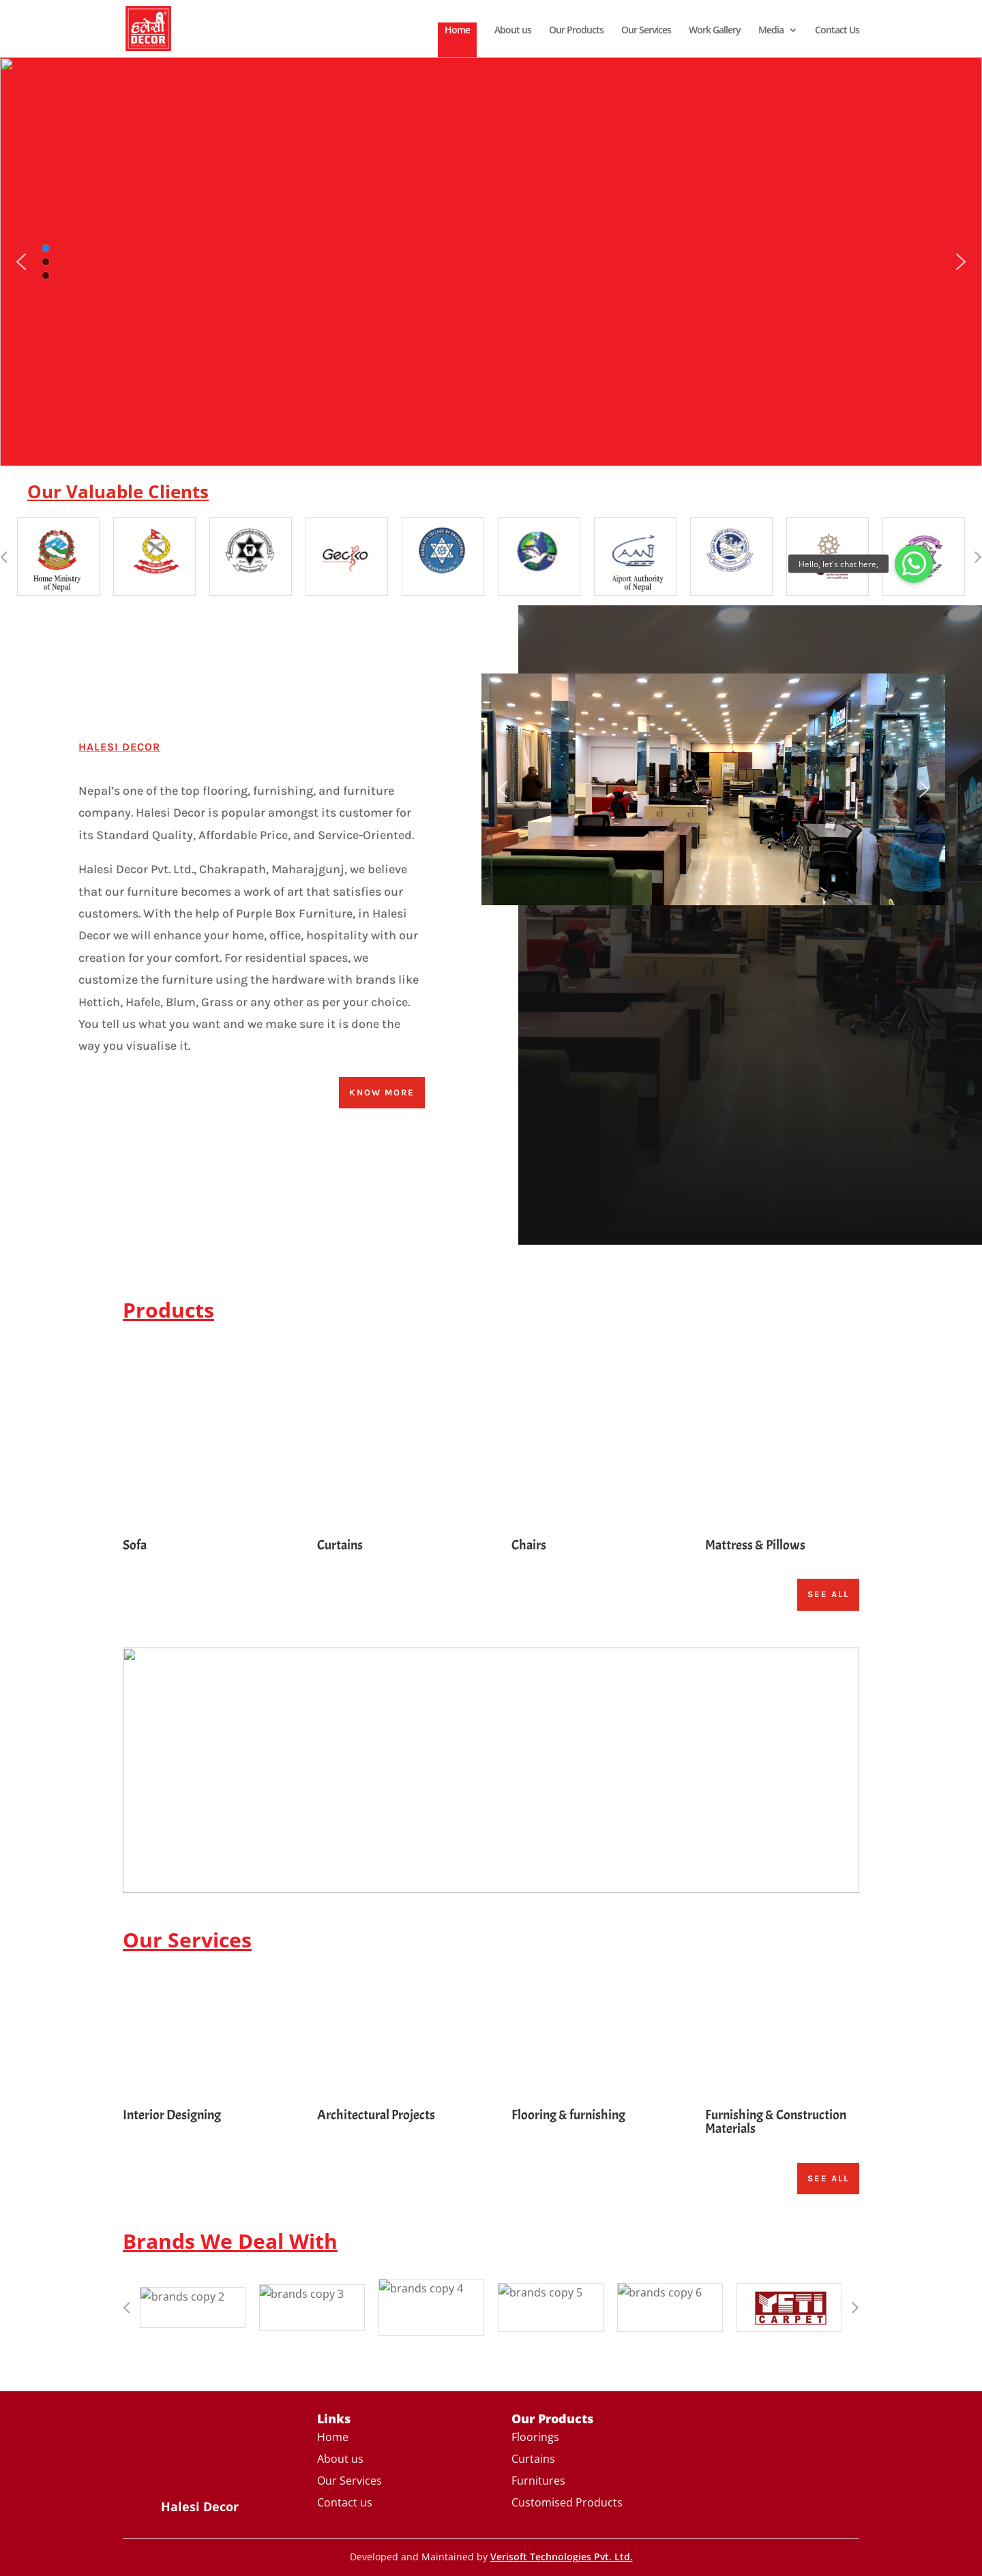 हलेसी
DECOR
Home
About us
Our Products
Our Services
Work Gallery
Media
Contact Us
Our Valuable Clients
Home Ministry
of Nepal
Gecko
Aiport Authority
of Nepal
Hello, let's chat here,
HALESI DECOR
Nepal's one of the top flooring, furnishing, and furniture
company. Halesi Decor is popular amongst its customer for
its Standard Quality, Affordable Price, and Service-Oriented.
Halesi Decor Pvt. Ltd., Chakrapath, Maharajgunj, we believe
that our furniture becomes a work of art that satisfies our
customers. With the help of Purple Box Furniture, in Halesi
Decor we will enhance your home, office, hospitality with our
creation for your comfort. For residential spaces, we
customize the furniture using the hardware with brands like
Hettich, Hafele, Blum, Grass or any other as per your choice.
You tell us what you want and we make sure it is done the
way you visualise it.
KNOW MORE
Products
Sofa
Curtains
Chairs
Mattress & Pillows
SEE ALL
Our Services
Interior Designing
Architectural Projects
Flooring & furnishing
Furnishing & Construction
Materials
SEE ALL
Brands We Deal With
brands copy 2
brands copy 3
brands copy 4
brands copy 5
brands copy 6
YETI
CARPET
Halesi Decor
Links
Home
About us
Our Services
Contact us
Our Products
Floorings
Curtains
Furnitures
Customised Products
Developed and Maintained by Verisoft Technologies Pvt. Ltd.